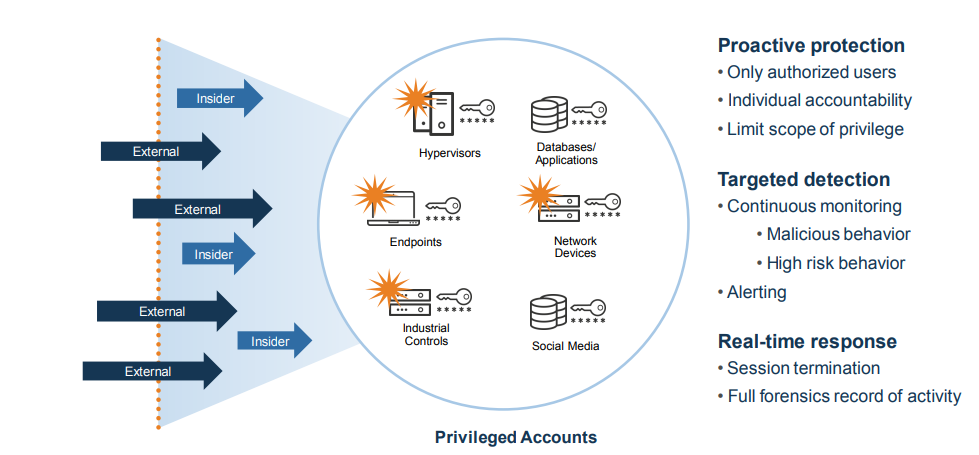 Insider
External
External
Insider
External
Insider
External
*****
Hypervisors
*****
Databases/
Applications
*****
Endpoints
*****
Network
Devices
*****
Industrial
Controls
*****
Social Media
Privileged Accounts
Proactive protection
• Only authorized users
• Individual accountability
• Limit scope of privilege
Targeted detection
• Continuous monitoring
• Malicious behavior
• High risk behavior
• Alerting
Real-time response
• Session termination
• Full forensics record of activity